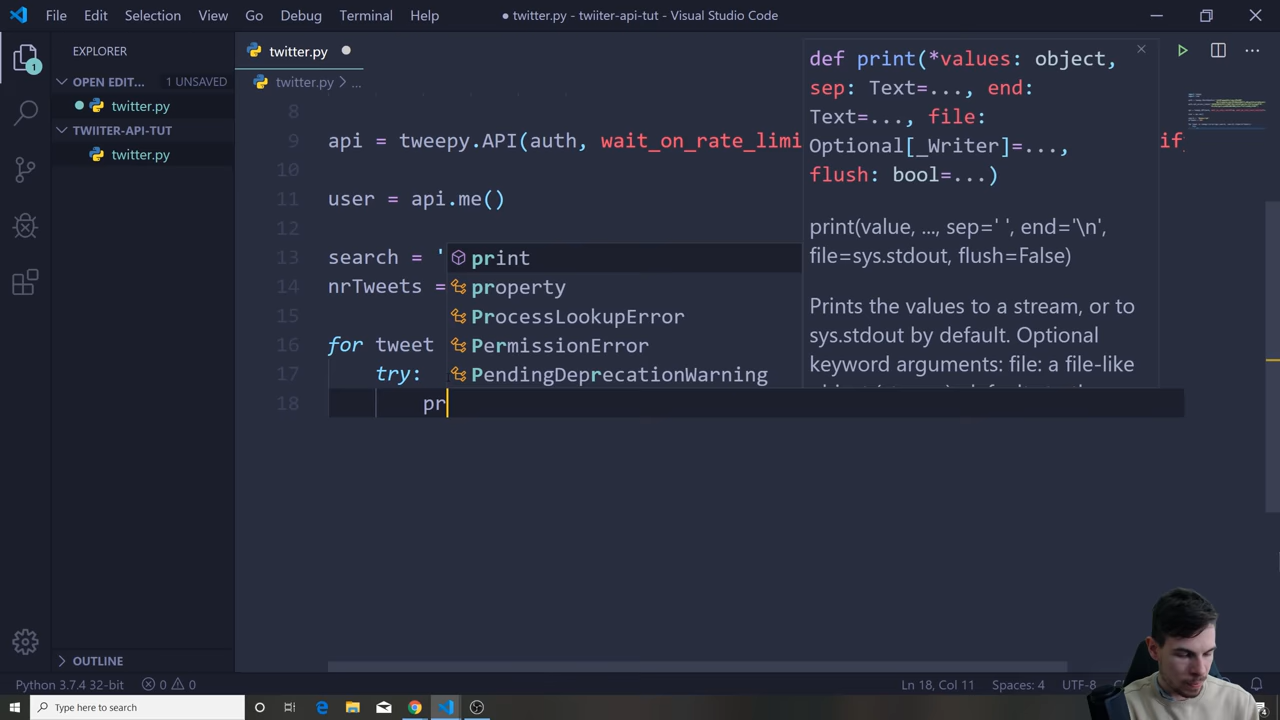 File Edit Selection View Go Debug Terminal Help
● twitter.py - twiiter-api-tut - Visual Studio Code
EXPLORER
OPEN EDIT... 1 UNSAVED
twitter.py
TWIITER-API-TUT
twitter.py
OUTLINE
1
twitter.py
twitter.py > ...
8
9 api = tweepy.API(auth, wait_on_rate_limi if
10
11 user = api.me()
12
13 search = '
14 nrTweets =
15
16 for tweet
17 try:
18 pr
print
property
ProcessLookupError
PermissionError
PendingDeprecationWarning
def print(*values: object,
sep: Text=..., end:
Text=..., file:
Optional[_Writer]=...,
flush: bool=...)
print(value, ..., sep=' ', end='\n',
file=sys.stdout, flush=False)
Prints the values to a stream, or to
sys.stdout by default. Optional
keyword arguments: file: a file-like
Python 3.7.4 32-bit 0 0 Ln 18, Col 11 Spaces: 4 UTF-8
Type here to search